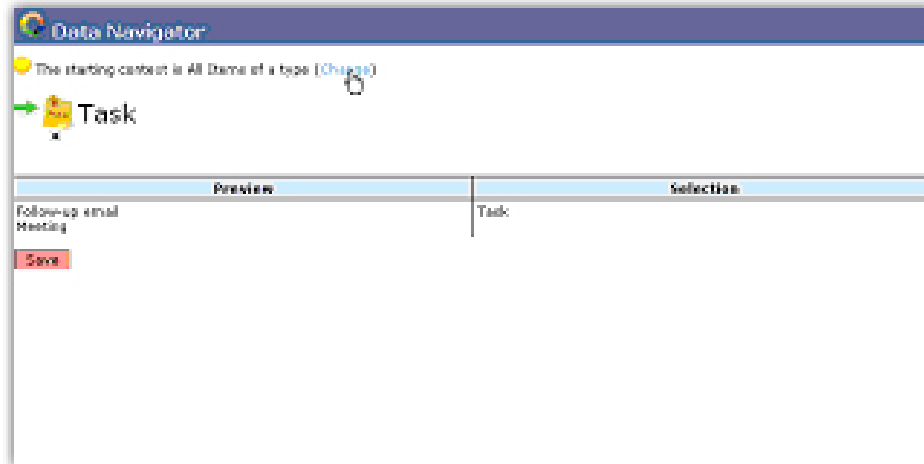 Data Navigator
The starting context is All Items of a type (Change)
Task
Preview Selection
Follow-up email Task
Meeting
Save